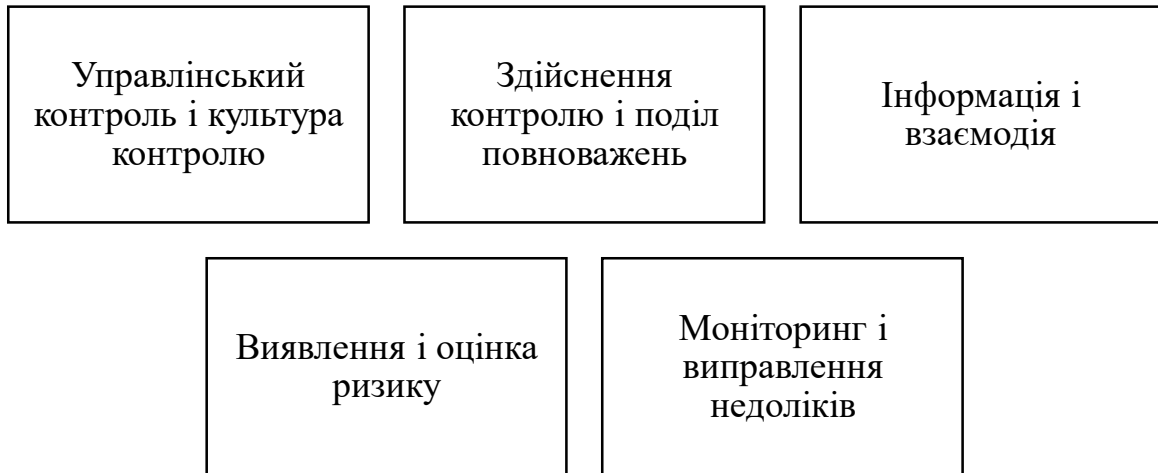 Управлінський
контроль і культура
контролю
Здійснення
контролю і поділ
повноважень
Інформація і
взаємодія
Виявлення і оцінка
ризику
Моніторинг і
виправлення
недоліків